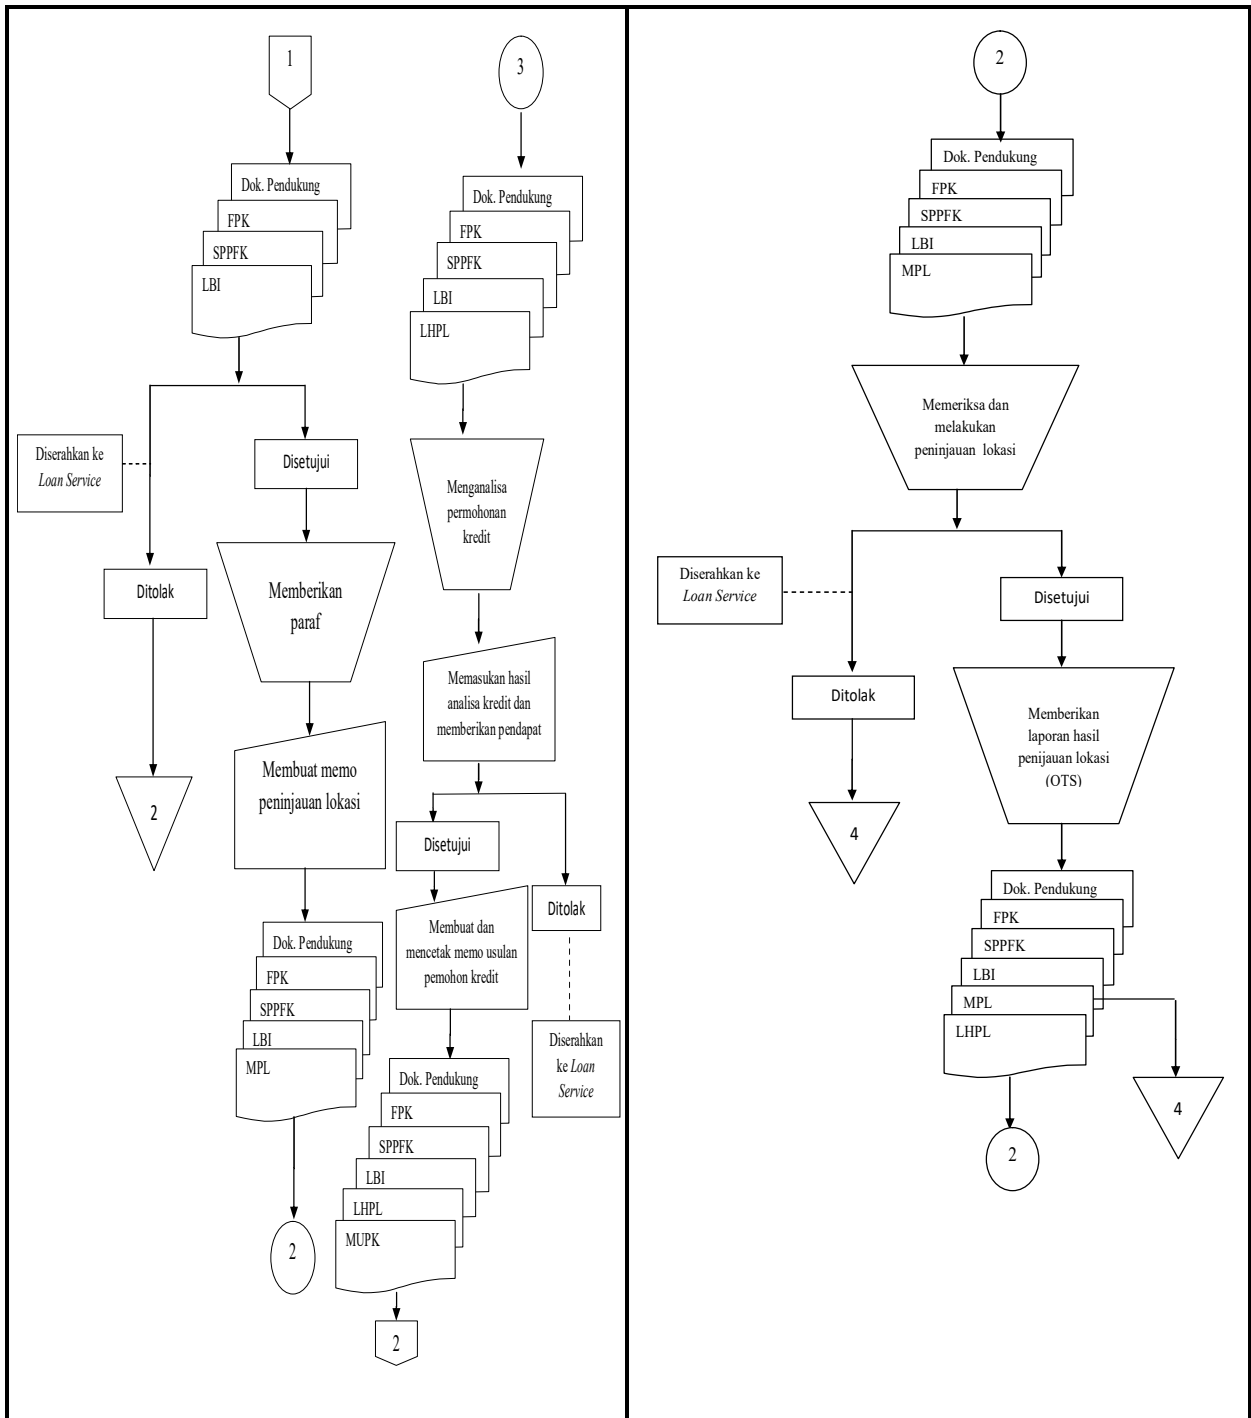 1
Dok. Pendukung
FPK
SPPFK
LBI
Diserahkan ke
Loan Service
Disetujui
Ditolak
Memberikan
paraf
2
Membuat memo
peninjauan lokasi
Dok. Pendukung
FPK
SPPFK
LBI
MPL
2
3
Dok. Pendukung
FPK
SPPFK
LBI
LHPL
Menganalisa
permohonan
kredit
Memasukan hasil
analisa kredit dan
memberikan pendapat
Disetujui
Ditolak
Membuat dan
mencetak memo usulan
pemohon kredit
Diserahkan
ke Loan
Service
Dok. Pendukung
FPK
SPPFK
LBI
LHPL
MUPK
2
2
Dok. Pendukung
FPK
SPPFK
LBI
MPL
Memeriksa dan
melakukan
peninjauan lokasi
Diserahkan ke
Loan Service
Disetujui
Ditolak
4
Memberikan
laporan hasil
penijauan lokasi
(OTS)
Dok. Pendukung
FPK
SPPFK
LBI
MPL
LHPL
4
2